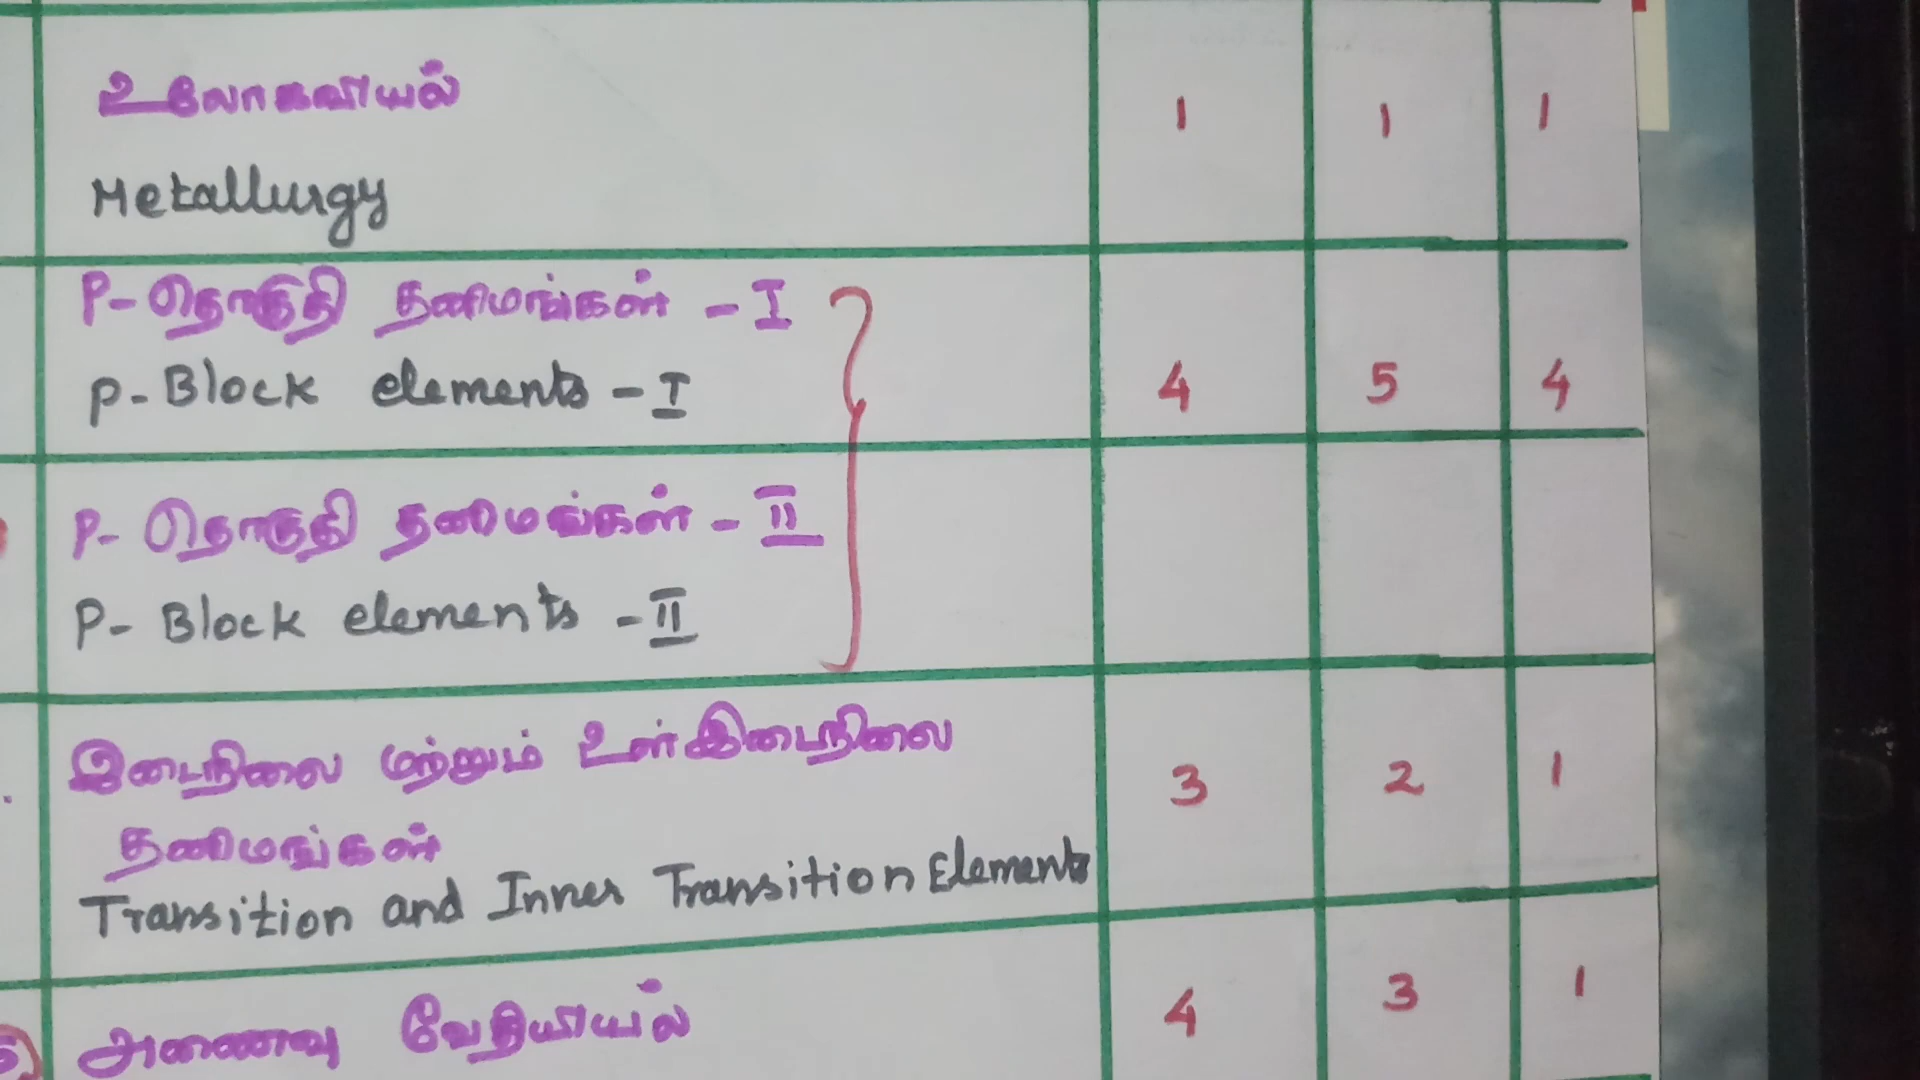 உலோகவியல்
Metallurgy
1 1 1
P-தொகுதி தனிமங்கள் - I
P-Block elements - I
4 5 4
P- தொகுதி தனிமங்கள் - II
P- Block elements - II
இடைநிலை மற்றும் உள்இடைநிலை
தனிமங்கள்
Transition and Inner Transition Elements
3 2 1
அணைவு வேதியியல்
4 3 1